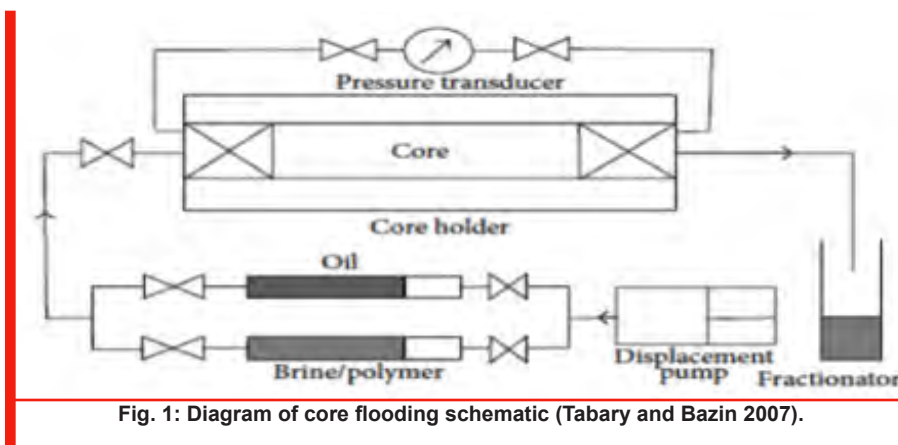 Pressure transducer
Core
Core holder
Oil
Brine/polymer
Displacement
pump
Fractionator
Fig. 1: Diagram of core flooding schematic (Tabary and Bazin 2007).